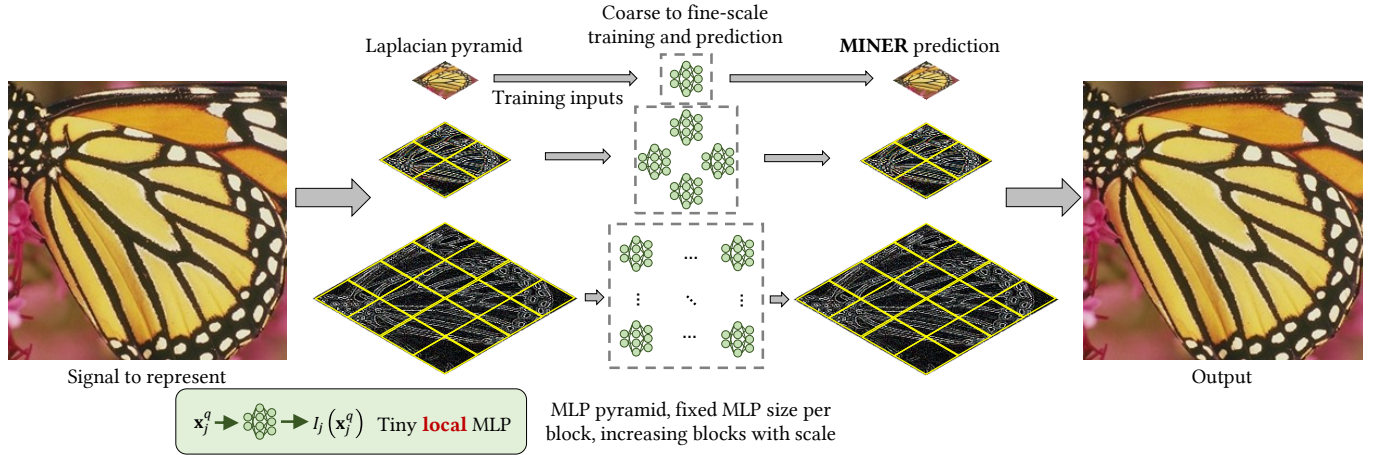 Coarse to fine-scale
training and prediction
Laplacian pyramid
MINER prediction
Training inputs
...
...
Signal to represent
Output
x_j^q → I_j(x_j^q) Tiny local MLP
MLP pyramid, fixed MLP size per
block, increasing blocks with scale